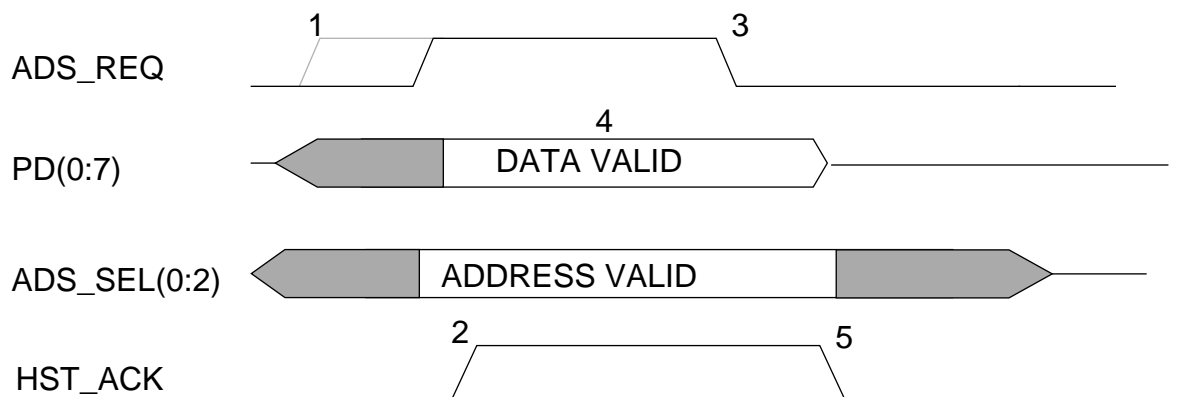 1
3
ADS_REQ
4
PD(0:7)
DATA VALID
ADS_SEL(0:2)
ADDRESS VALID
2
5
HST_ACK